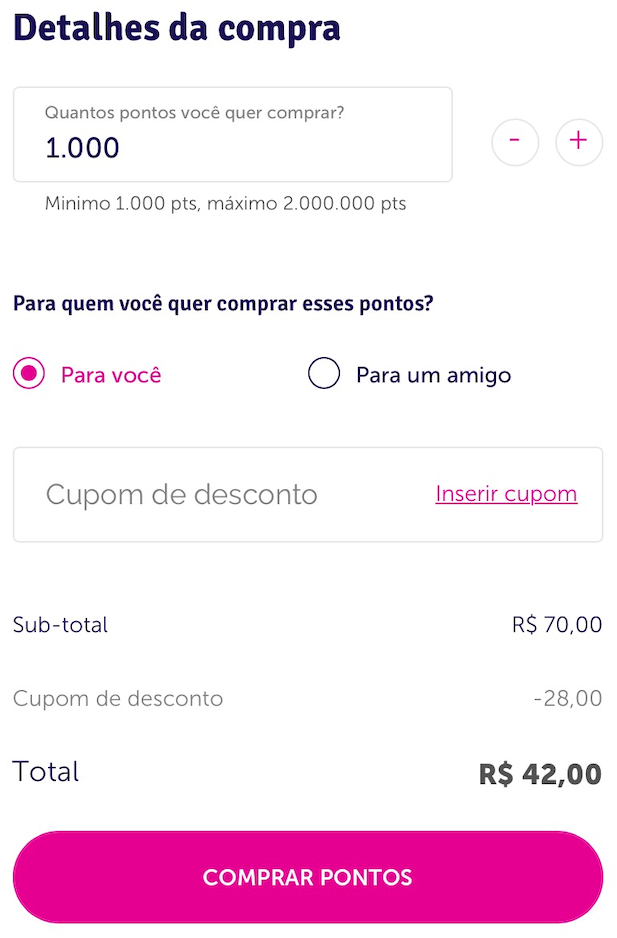 Detalhes da compra
Quantos pontos você quer comprar?
1.000
-
+
Minimo 1.000 pts, máximo 2.000.000 pts
Para quem você quer comprar esses pontos?
Para você
Para um amigo
Cupom de desconto
Inserir cupom
Sub-total
R$ 70,00
Cupom de desconto
-28,00
Total
R$ 42,00
COMPRAR PONTOS